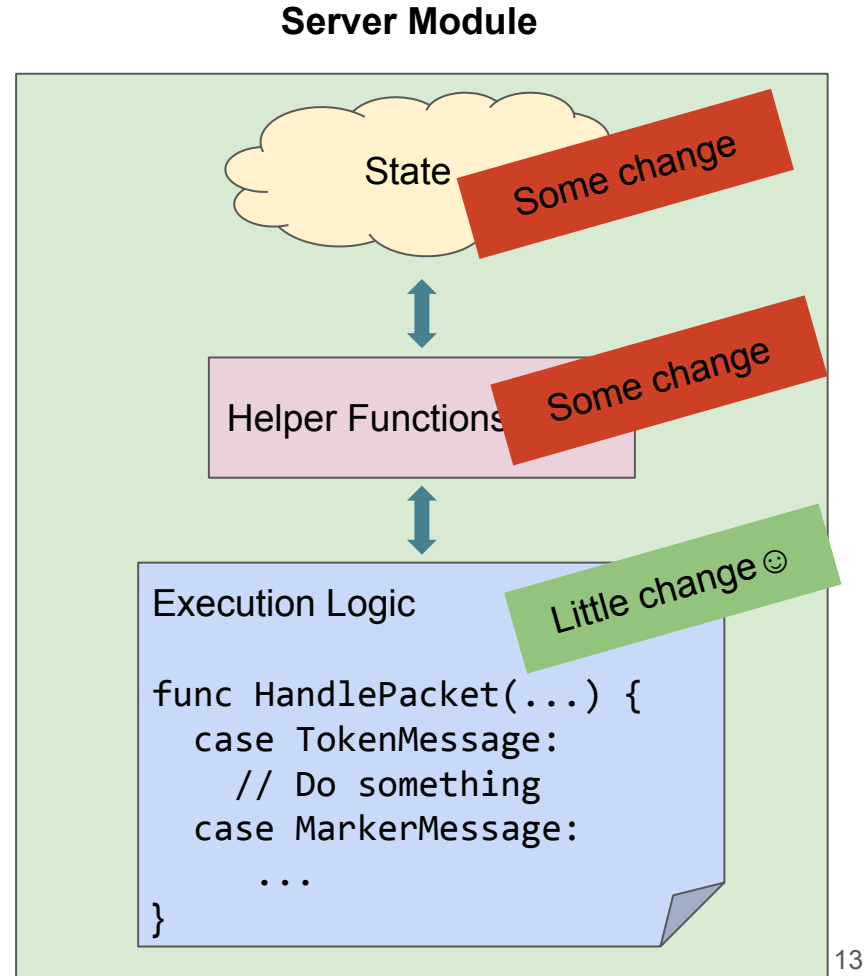 Server Module
State
Some change
Helper Functions
Some change
Execution Logic
Little change☺
func HandlePacket(...) {
  case TokenMessage:
    // Do something
  case MarkerMessage:
     ...
}
13